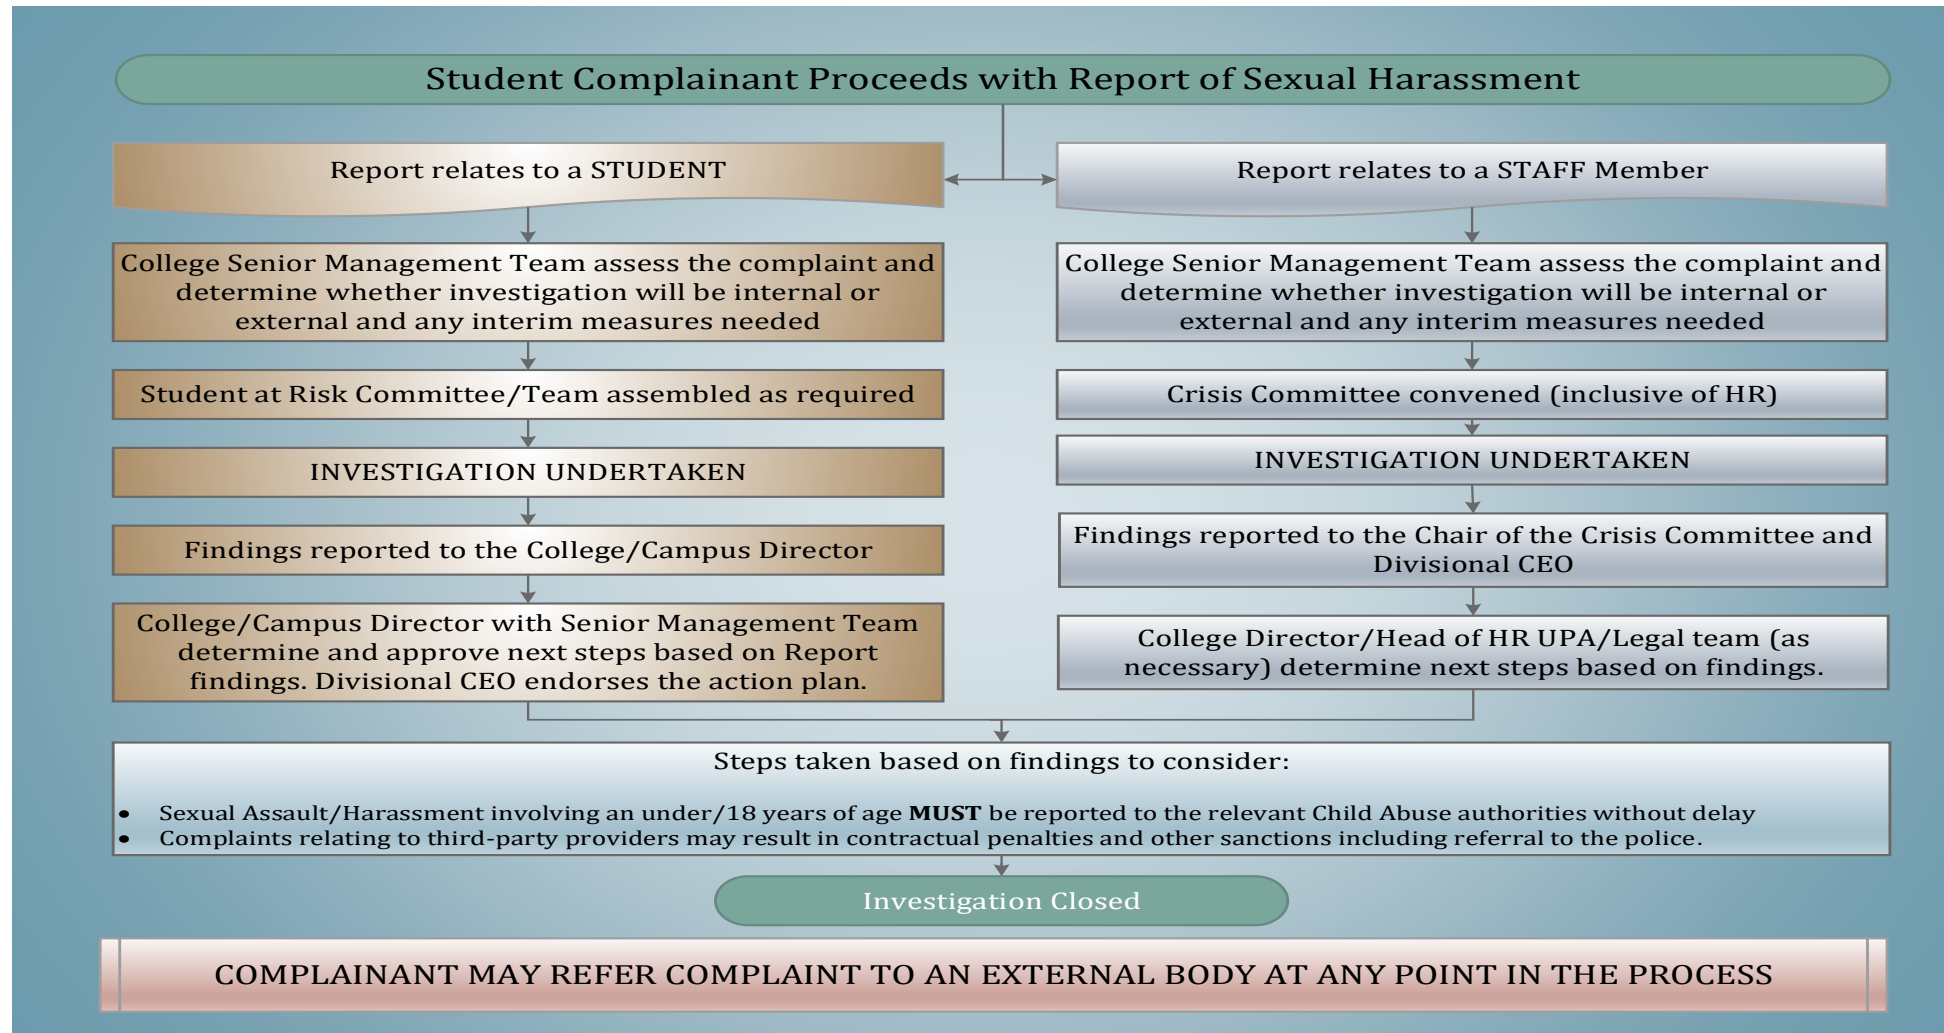 Student Complainant Proceeds with Report of Sexual Harassment
Report relates to a STUDENT
College Senior Management Team assess the complaint and
determine whether investigation will be internal or
external and any interim measures needed
Student at Risk Committee/Team assembled as required
INVESTIGATION UNDERTAKEN
Findings reported to the College/Campus Director
College/Campus Director with Senior Management Team
determine and approve next steps based on Report
findings. Divisional CEO endorses the action plan.
Report relates to a STAFF Member
College Senior Management Team assess the complaint and
determine whether investigation will be internal or
external and any interim measures needed
Crisis Committee convened (inclusive of HR)
INVESTIGATION UNDERTAKEN
Findings reported to the Chair of the Crisis Committee and
Divisional CEO
College Director/Head of HR UPA/Legal team (as
necessary) determine next steps based on findings.
Steps taken based on findings to consider:
• Sexual Assault/Harassment involving an under/18 years of age MUST be reported to the relevant Child Abuse authorities without delay
• Complaints relating to third-party providers may result in contractual penalties and other sanctions including referral to the police.
Investigation Closed
COMPLAINANT MAY REFER COMPLAINT TO AN EXTERNAL BODY AT ANY POINT IN THE PROCESS